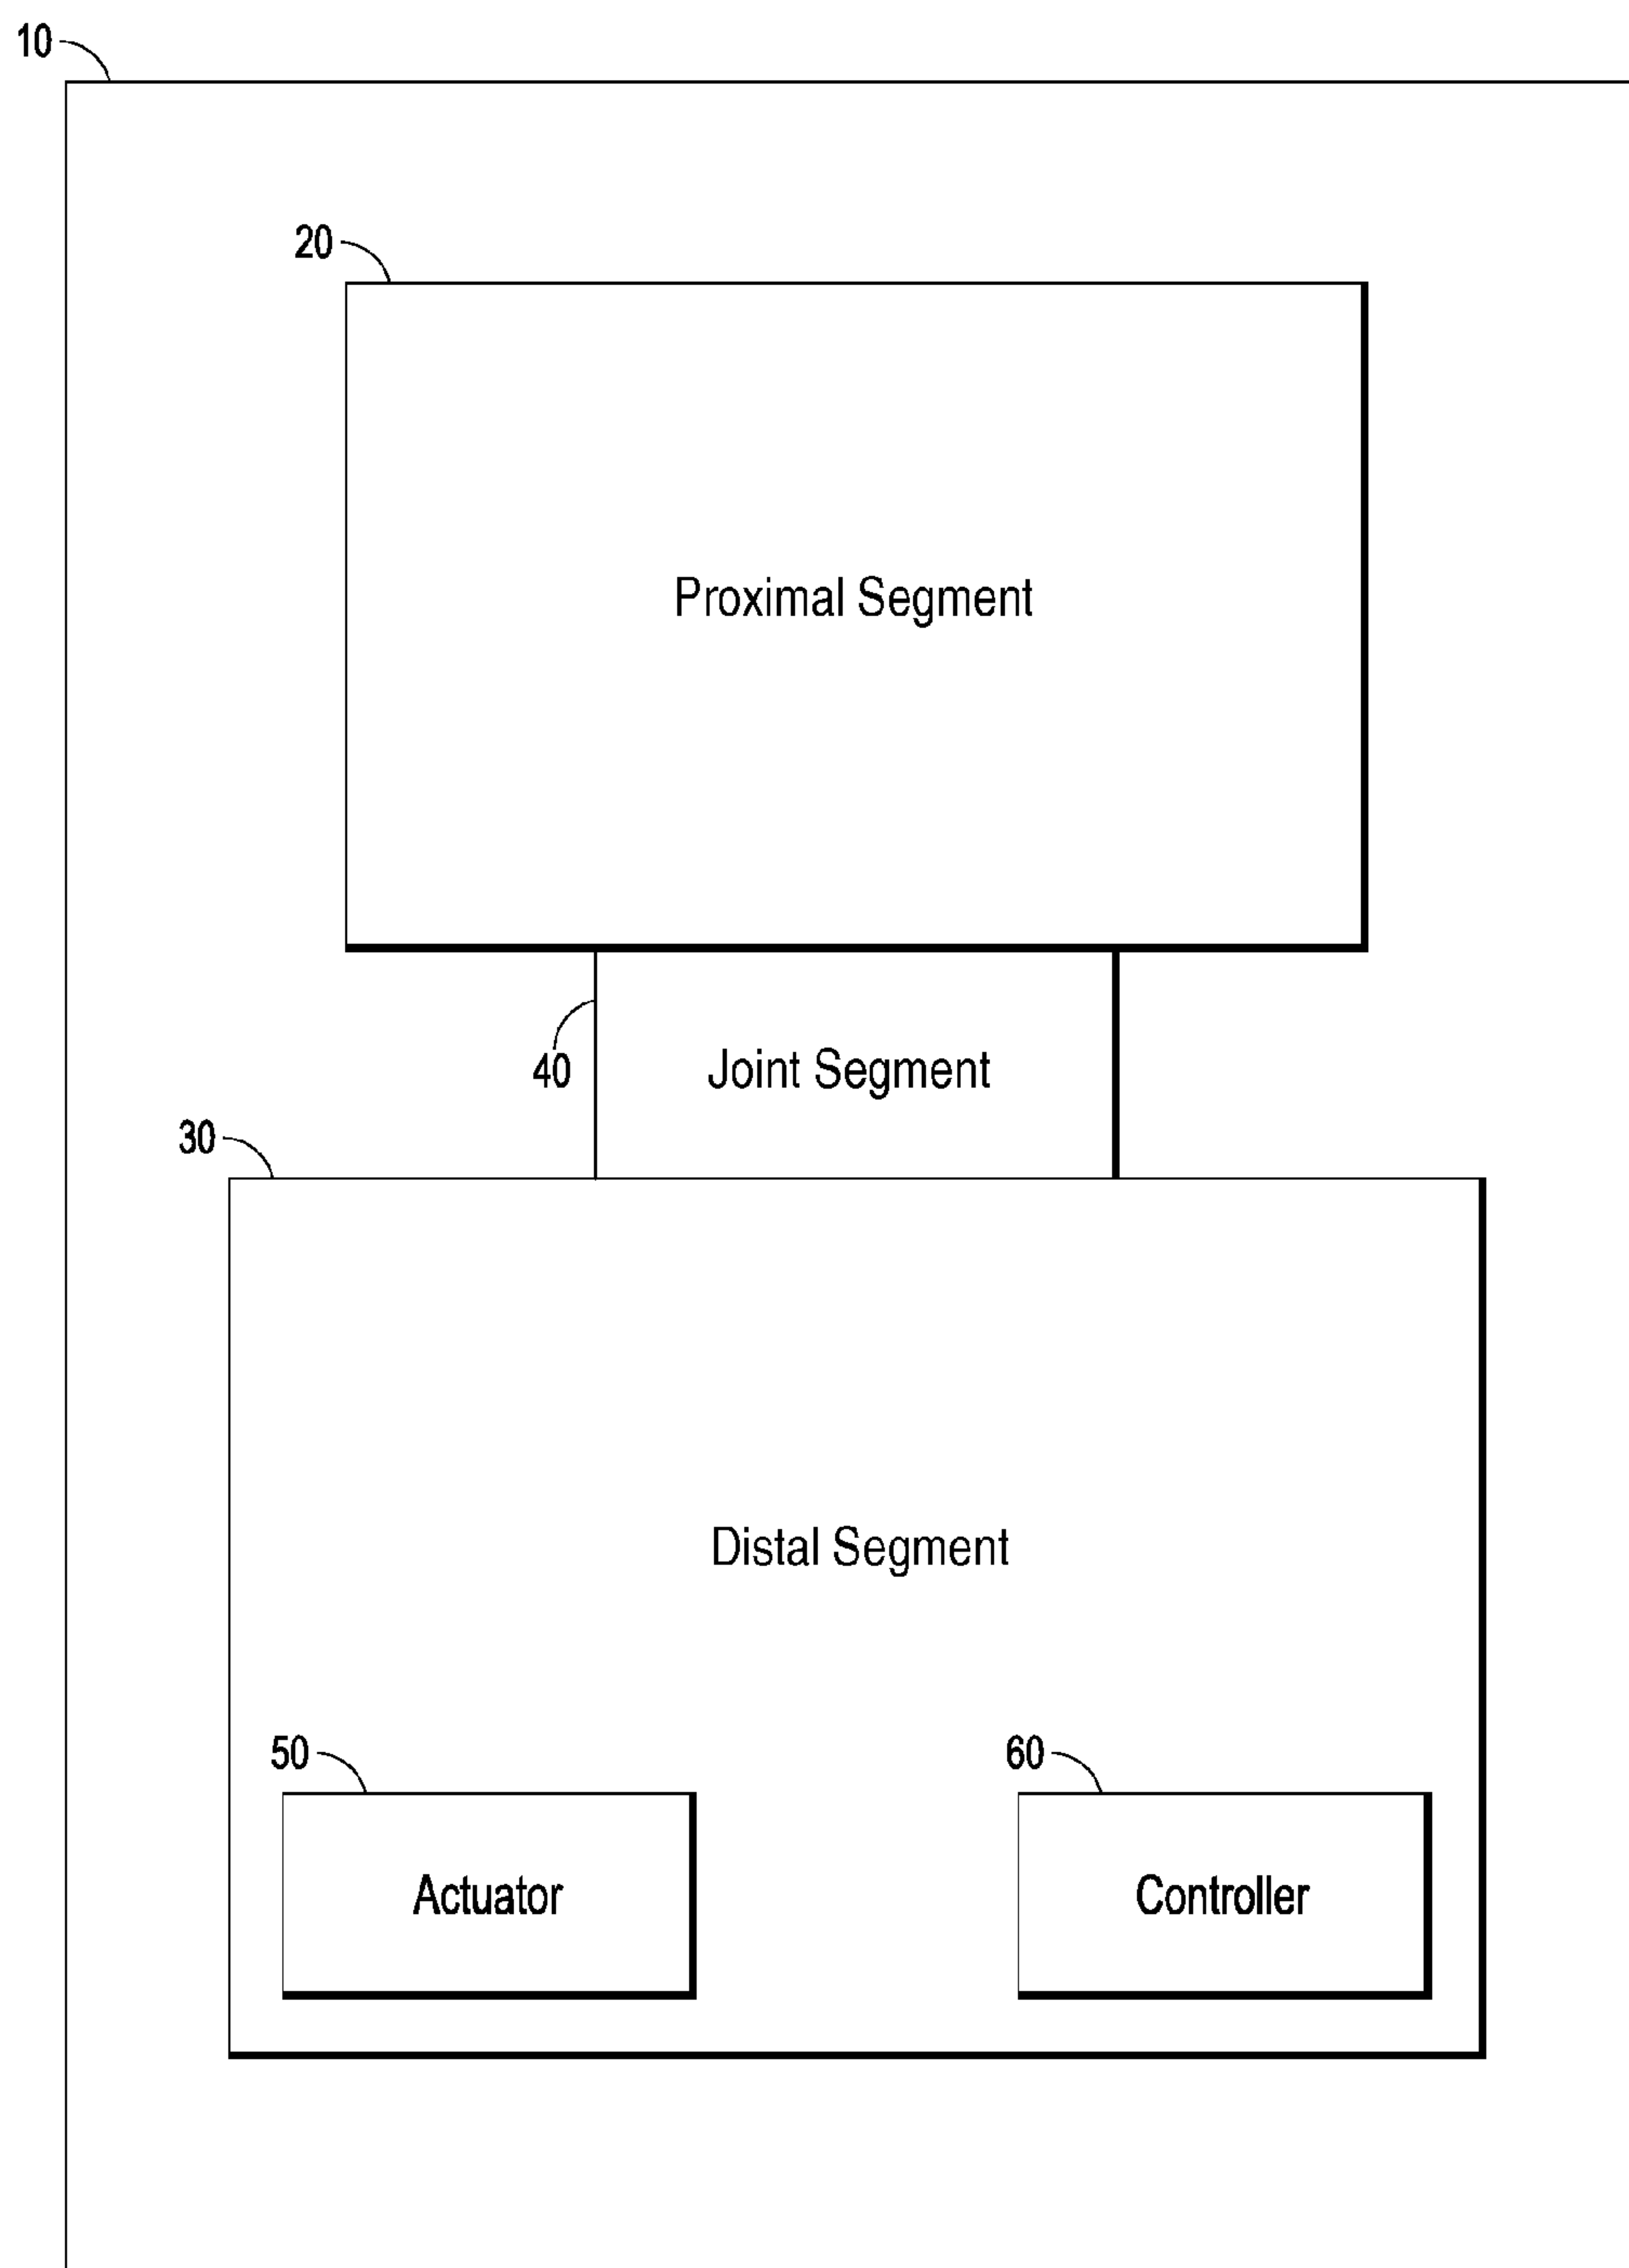 10
20
Proximal Segment
40
Joint Segment
30
Distal Segment
50
60
Actuator
Controller